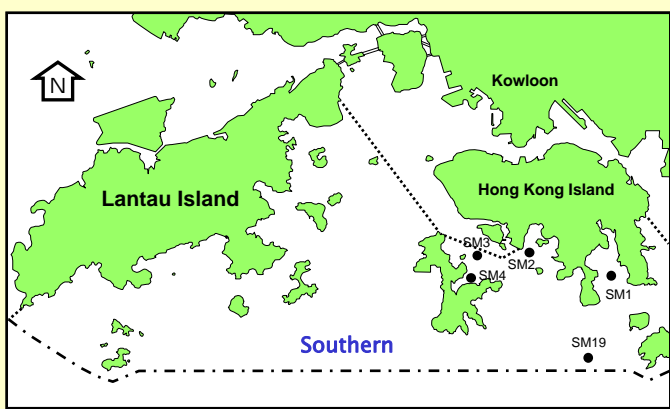 N
Kowloon
Lantau Island
Hong Kong Island
SM3
SM2
SM4
SM1
SM19
Southern